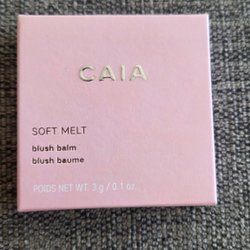 CAIA
SOFT MELT
blush balm
blush baume
POIDS NET WT. 3 g / 0.1 oz.